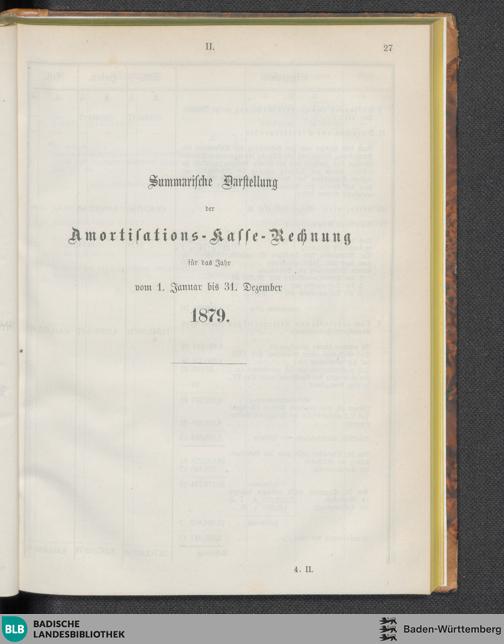 II.
27
Summarische Darstellung
der
Amortisations-Kasse-Rechnung
für das Jahr
vom 1. Januar bis 31. Dezember
1879.
4. II.
BLB BADISCHE
LANDESBIBLIOTHEK
Baden-Württemberg